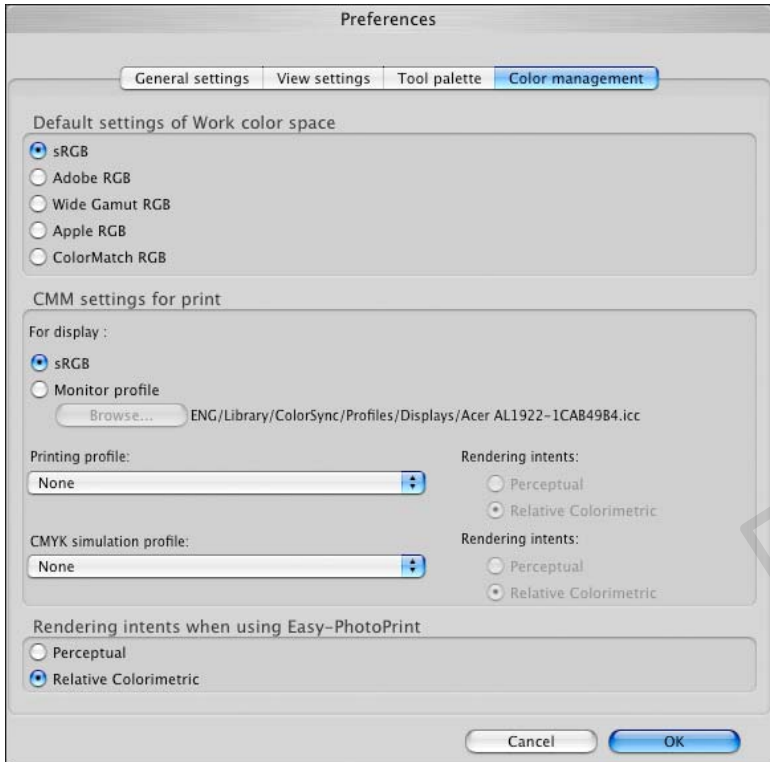 Preferences
General settings View settings Tool palette Color management
Default settings of Work color space
sRGB
Adobe RGB
Wide Gamut RGB
Apple RGB
ColorMatch RGB
CMM settings for print
For display :
sRGB
Monitor profile
Browse... ENG/Library/ColorSync/Profiles/Displays/Acer AL1922-1CAB49B4.icc
Printing profile: Rendering intents:
None Perceptual
Relative Colorimetric
CMYK simulation profile: Rendering intents:
None Perceptual
Relative Colorimetric
Rendering intents when using Easy-PhotoPrint
Perceptual
Relative Colorimetric
Cancel OK